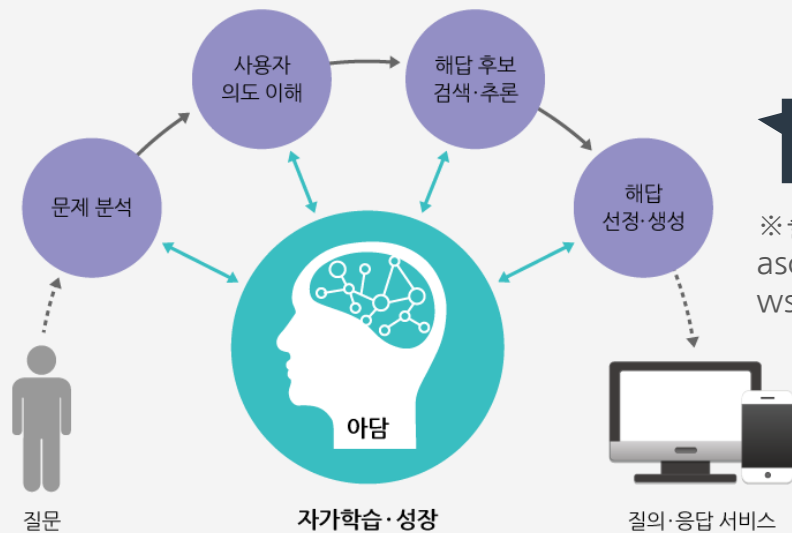 사용자
의도 이해
해답 후보
검색·추론
문제 분석
해답
선정·생성
아담
질문
자가학습·성장
질의·응답 서비스